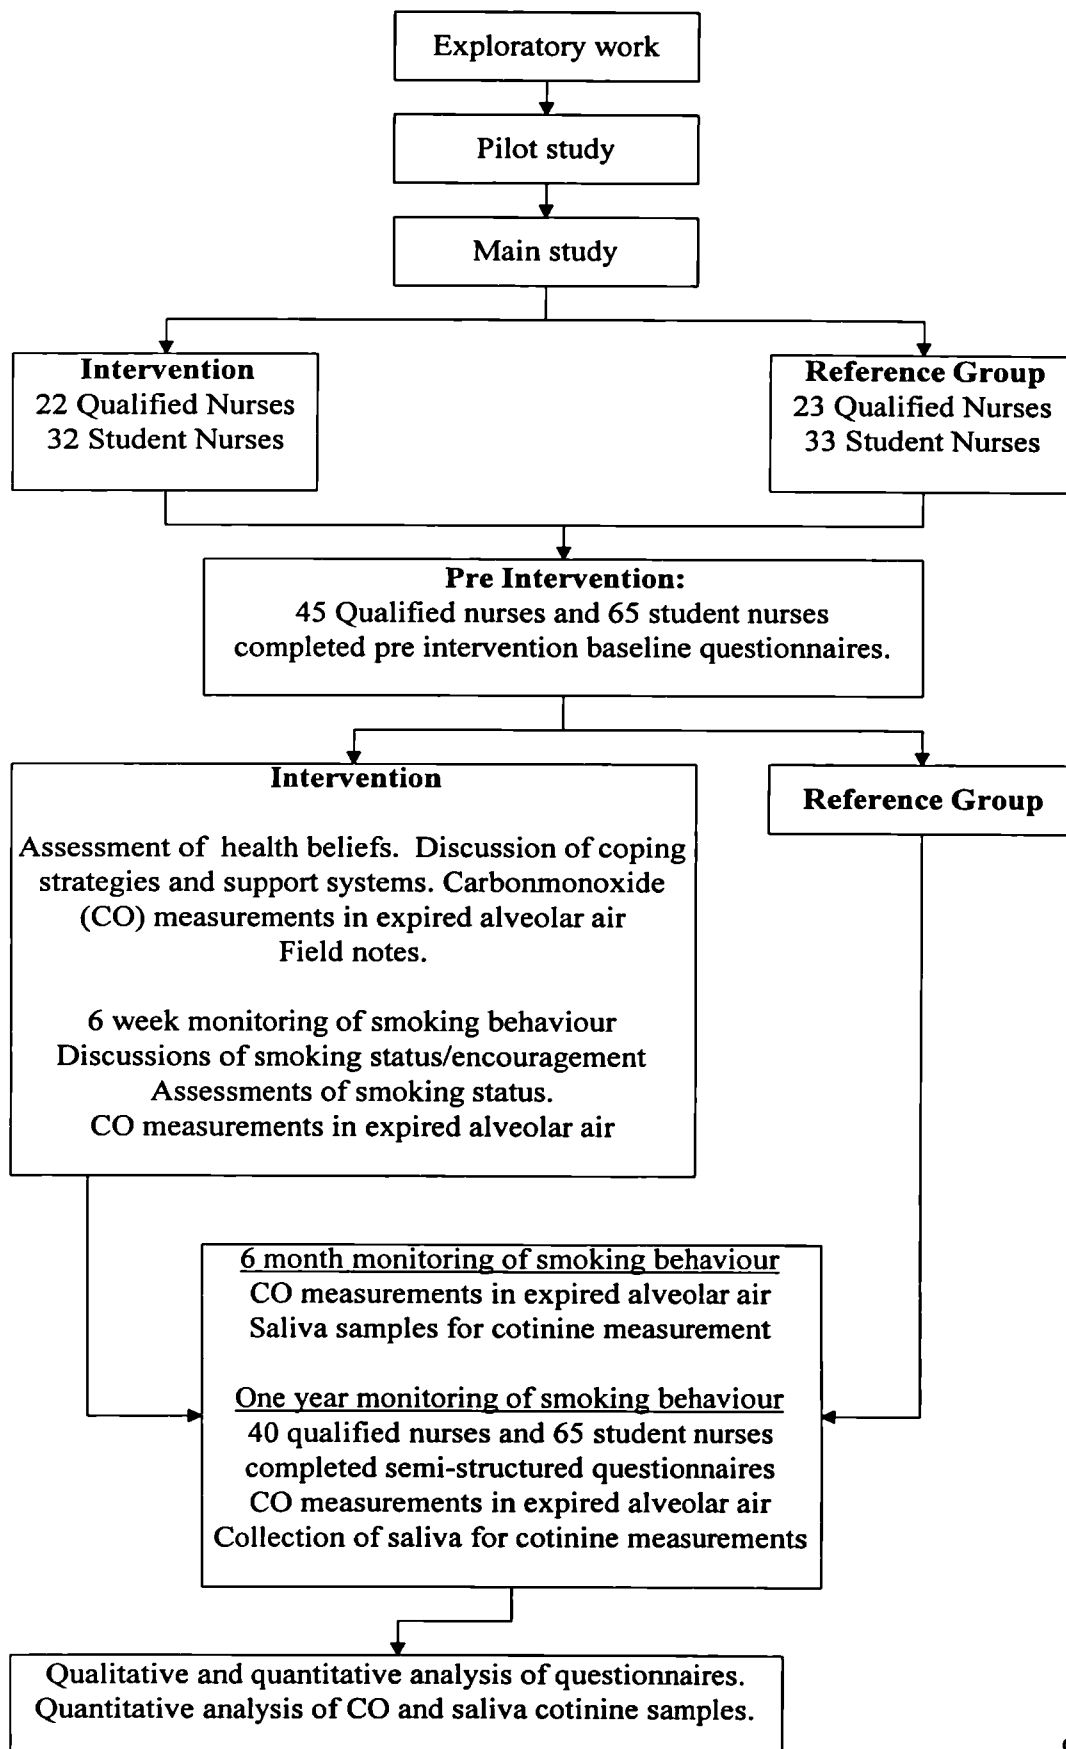 Exploratory work
Pilot study
Main study
Intervention
22 Qualified Nurses
32 Student Nurses
Reference Group
23 Qualified Nurses
33 Student Nurses
Pre Intervention:
45 Qualified nurses and 65 student nurses
completed pre intervention baseline questionnaires.
Intervention
Assessment of health beliefs. Discussion of coping
strategies and support systems. Carbonmonoxide
(CO) measurements in expired alveolar air
Field notes.
6 week monitoring of smoking behaviour
Discussions of smoking status/encouragement
Assessments of smoking status.
CO measurements in expired alveolar air
Reference Group
6 month monitoring of smoking behaviour
CO measurements in expired alveolar air
Saliva samples for cotinine measurement
One year monitoring of smoking behaviour
40 qualified nurses and 65 student nurses
completed semi-structured questionnaires
CO measurements in expired alveolar air
Collection of saliva for cotinine measurements
Qualitative and quantitative analysis of questionnaires.
Quantitative analysis of CO and saliva cotinine samples.